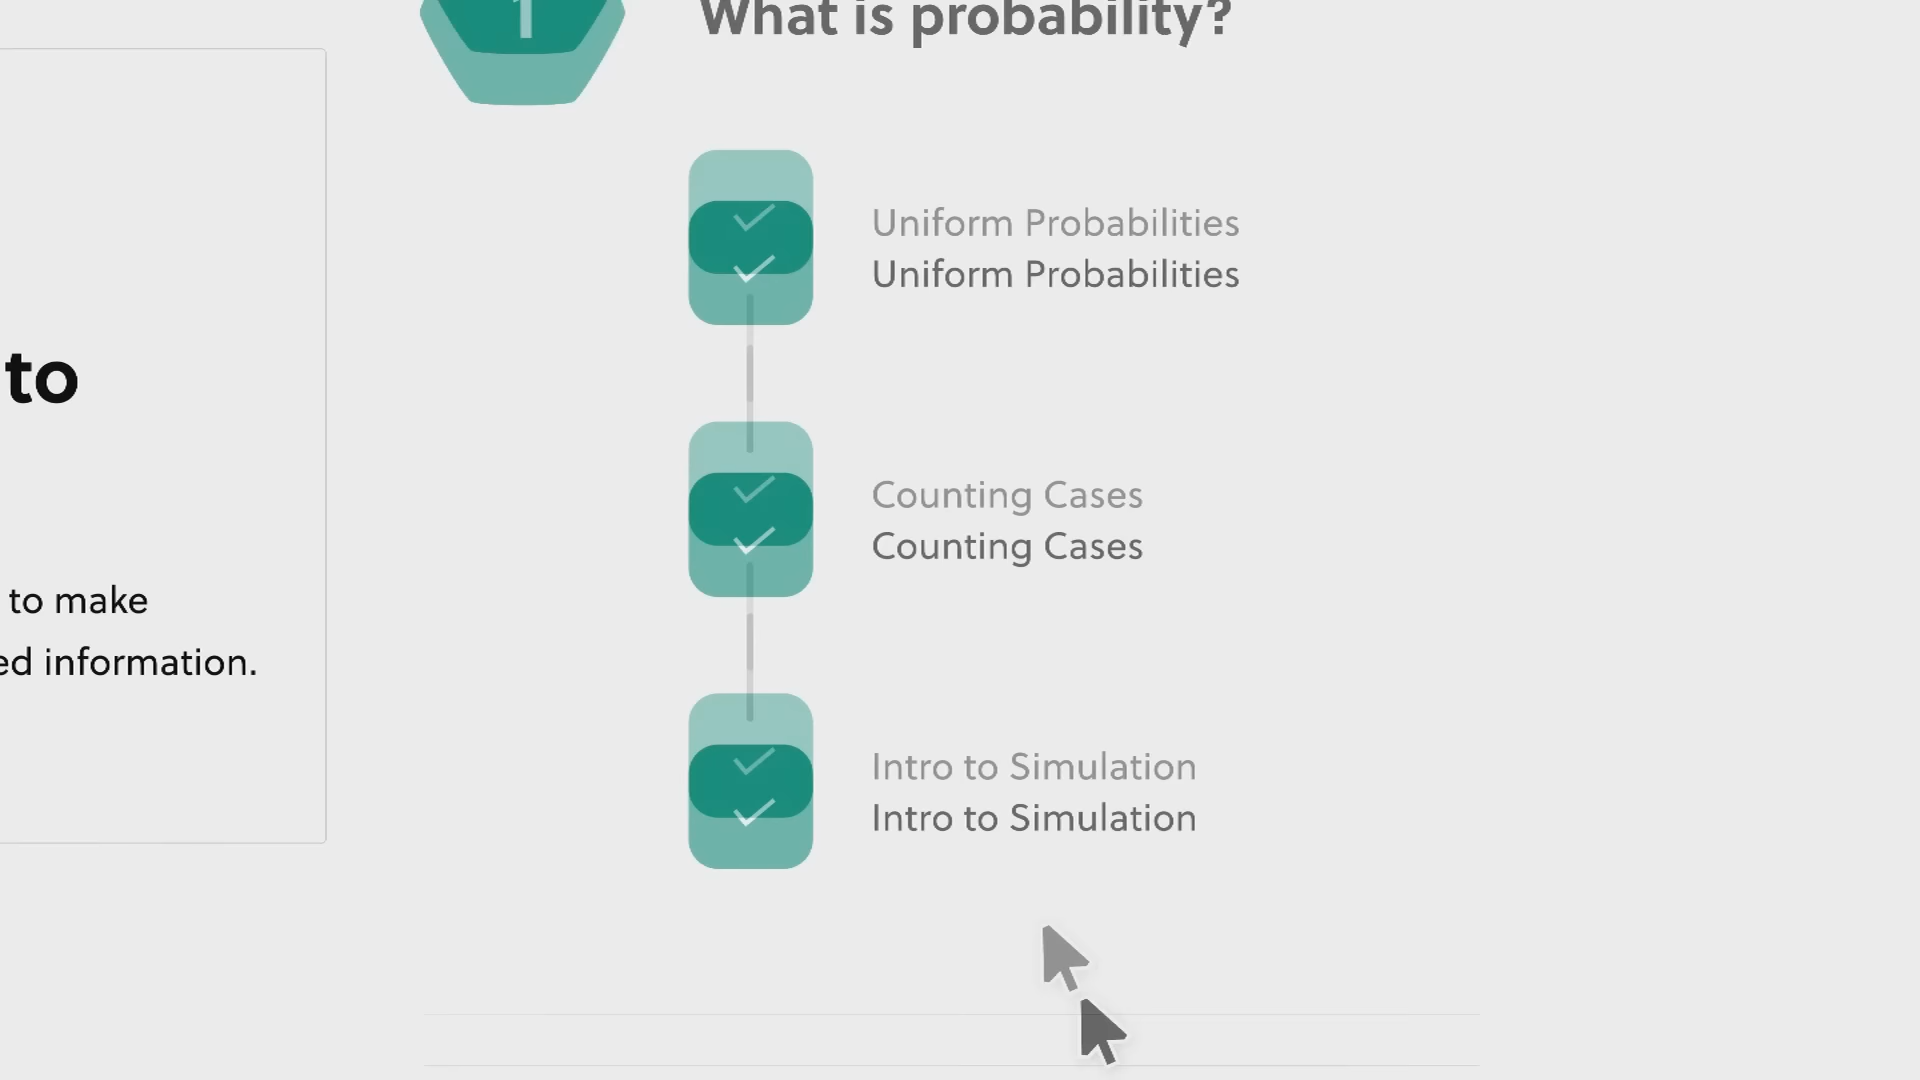 1
What is probability?
Uniform Probabilities
Uniform Probabilities
to
Counting Cases
Counting Cases
to make
ed information.
Intro to Simulation
Intro to Simulation